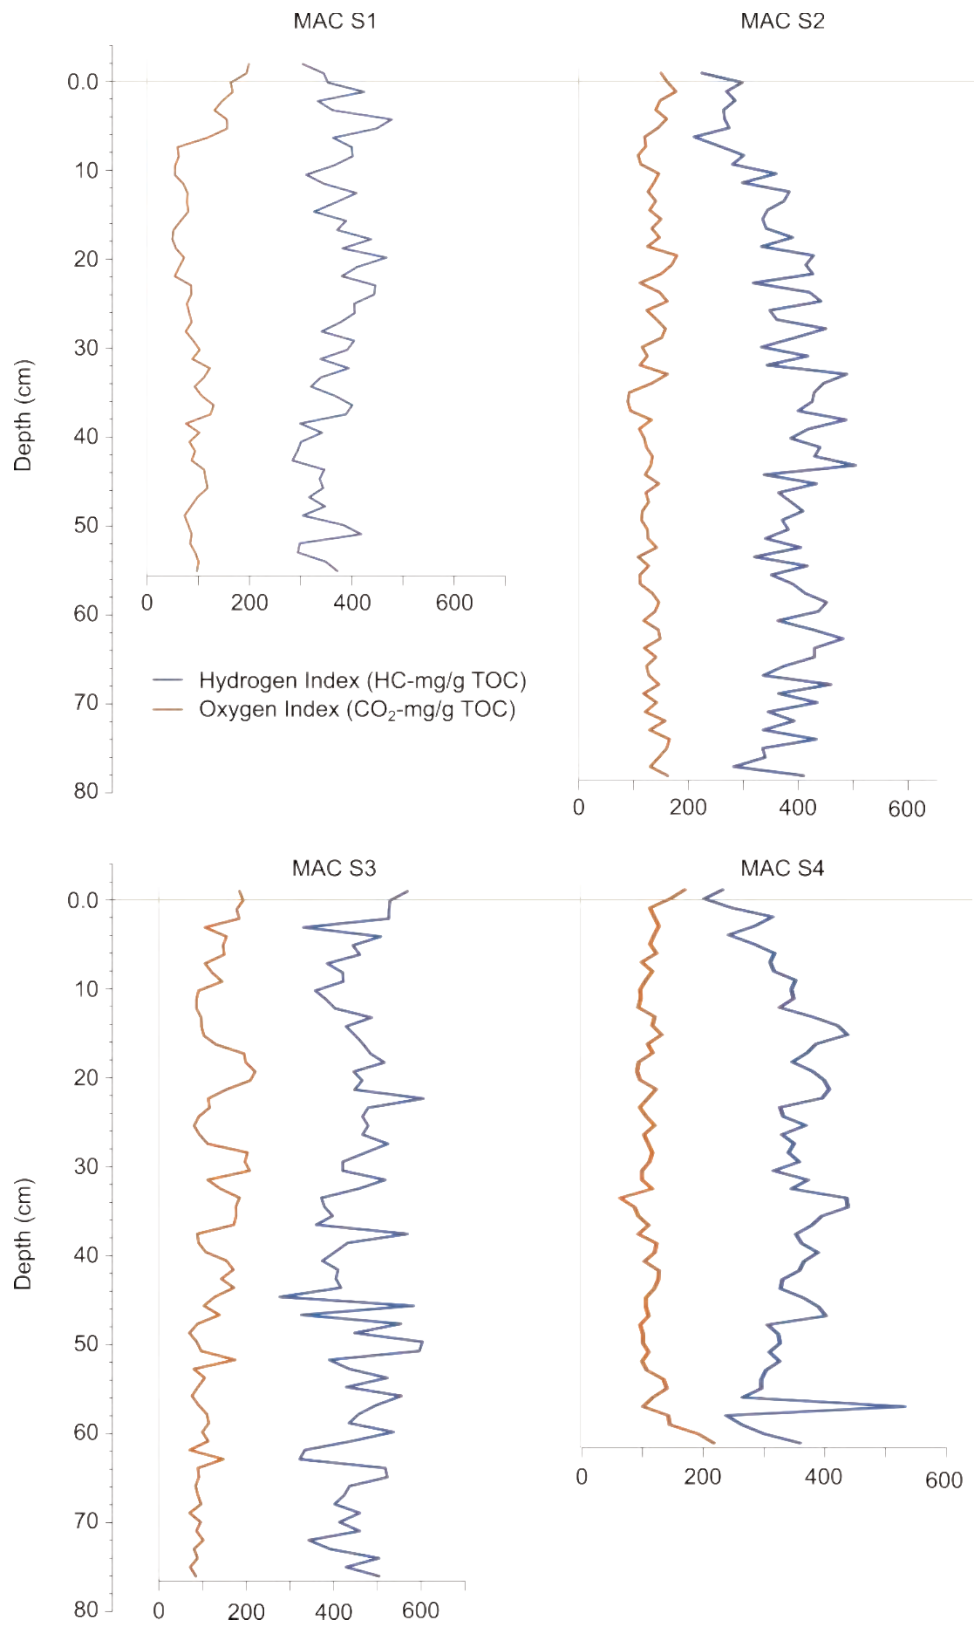 MAC S1
MAC S2
0.0
10
20
30
40
50
60
70
80
Depth (cm)
0 200 400 600
Hydrogen Index (HC-mg/g TOC)
Oxygen Index (CO₂-mg/g TOC)
0 200 400 600
MAC S3
MAC S4
0.0
10
20
30
40
50
60
70
80
Depth (cm)
0 200 400 600
0 200 400 600